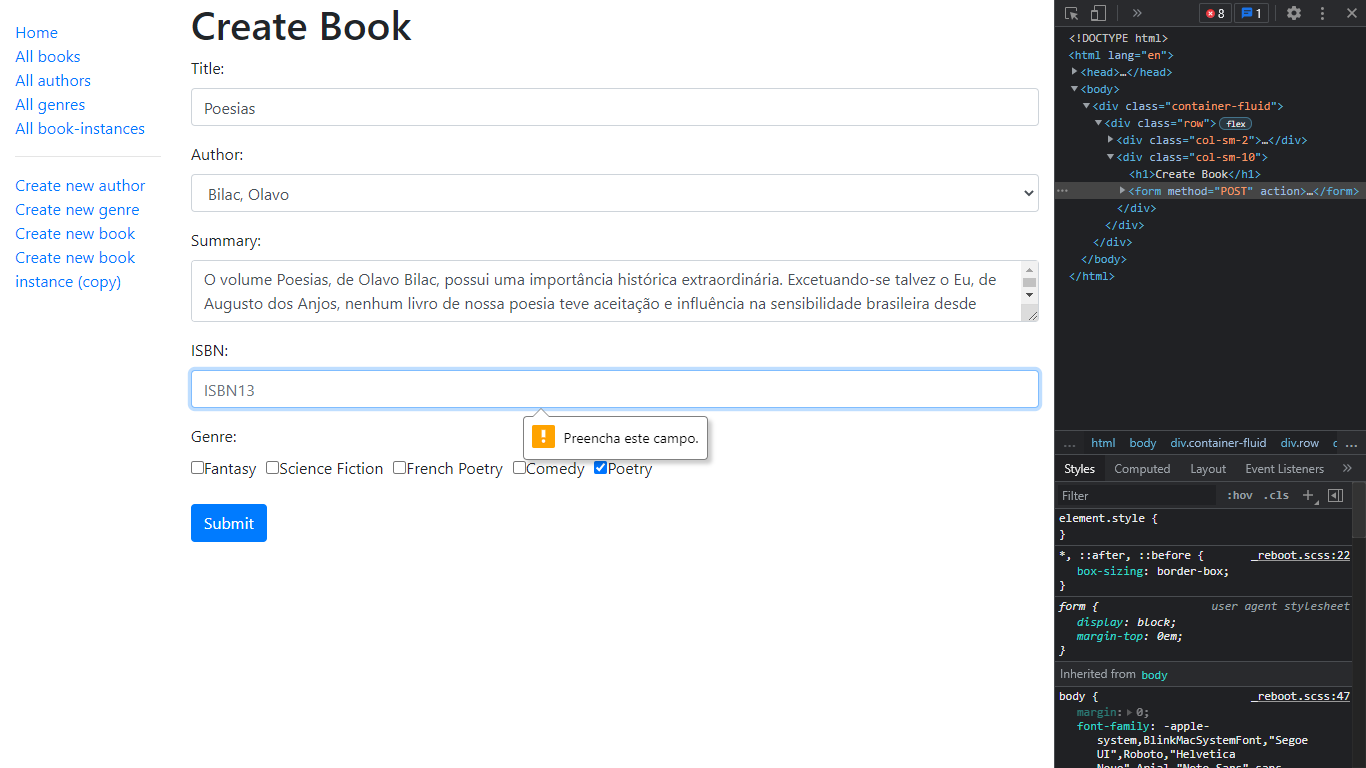 Home
All books
All authors
All genres
All book-instances
Create new author
Create new genre
Create new book
Create new book
instance (copy)
Create Book
Title:
Poesias
Author:
Bilac, Olavo
Summary:
O volume Poesias, de Olavo Bilac, possui uma importância histórica extraordinária. Excetuando-se talvez o Eu, de
Augusto dos Anjos, nenhum livro de nossa poesia teve aceitação e influência na sensibilidade brasileira desde
ISBN:
ISBN13
Preencha este campo.
Genre:
Fantasy Science Fiction French Poetry Comedy Poetry
Submit
8 1
<!DOCTYPE html>
<html lang="en">
<head>…</head>
<body>
<div class="container-fluid">
<div class="row"> flex
<div class="col-sm-2">…</div>
<div class="col-sm-10">
<h1>Create Book</h1>
<form method="POST" action>…</form>
</div>
</div>
</div>
</body>
</html>
… html body div.container-fluid div.row …
Styles Computed Layout Event Listeners
Filter :hov .cls
element.style {
}
*, ::after, ::before { _reboot.scss:22
box-sizing: border-box;
}
form { user agent stylesheet
display: block;
margin-top: 0em;
}
Inherited from body
body { _reboot.scss:47
margin: 0;
font-family: -apple-
system,BlinkMacSystemFont,"Segoe
UI",Roboto,"Helvetica
Neue",Arial,"Noto Sans",sans-